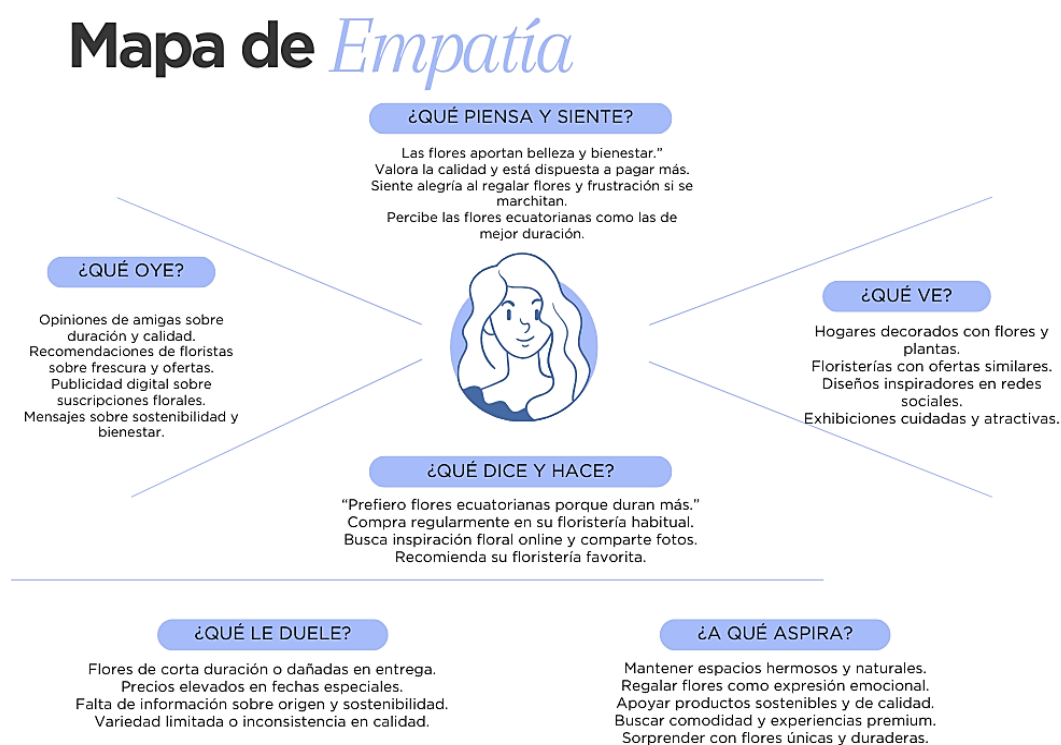 Mapa de Empatía
¿QUÉ PIENSA Y SIENTE?
Las flores aportan belleza y bienestar.”
Valora la calidad y está dispuesta a pagar más.
Siente alegría al regalar flores y frustración si se
marchitan.
Percibe las flores ecuatorianas como las de
mejor duración.
¿QUÉ OYE?
Opiniones de amigas sobre
duración y calidad.
Recomendaciones de floristas
sobre frescura y ofertas.
Publicidad digital sobre
suscripciones florales.
Mensajes sobre sostenibilidad y
bienestar.
¿QUÉ VE?
Hogares decorados con flores y
plantas.
Floristerías con ofertas similares.
Diseños inspiradores en redes
sociales.
Exhibiciones cuidadas y atractivas.
¿QUÉ DICE Y HACE?
“Prefiero flores ecuatorianas porque duran más.”
Compra regularmente en su floristería habitual.
Busca inspiración floral online y comparte fotos.
Recomienda su floristería favorita.
¿QUÉ LE DUELE?
Flores de corta duración o dañadas en entrega.
Precios elevados en fechas especiales.
Falta de información sobre origen y sostenibilidad.
Variedad limitada o inconsistencia en calidad.
¿A QUÉ ASPIRA?
Mantener espacios hermosos y naturales.
Regalar flores como expresión emocional.
Apoyar productos sostenibles y de calidad.
Buscar comodidad y experiencias premium.
Sorprender con flores únicas y duraderas.